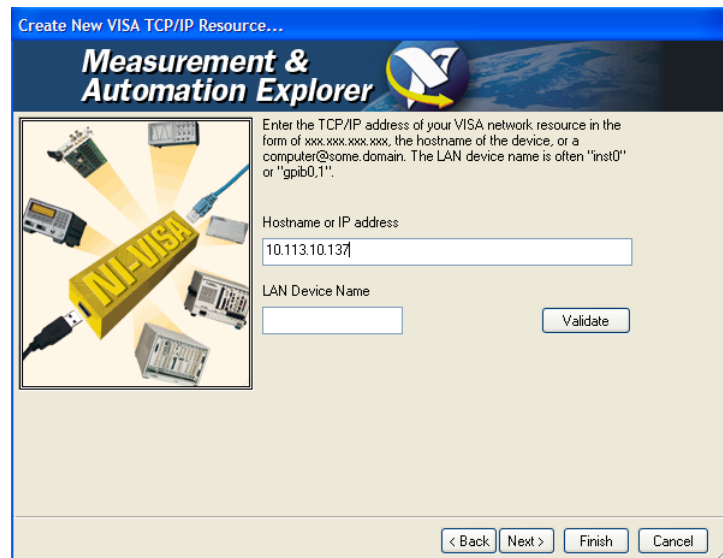 Create New VISA TCP/IP Resource...
Measurement &
Automation Explorer
Enter the TCP/IP address of your VISA network resource in the
form of xxx.xxx.xxx.xxx, the hostname of the device, or a
computer@some.domain. The LAN device name is often "inst0"
or "gpib0,1".
Hostname or IP address
10.113.10.137
LAN Device Name
Validate
NI-VISA
< Back Next > Finish Cancel